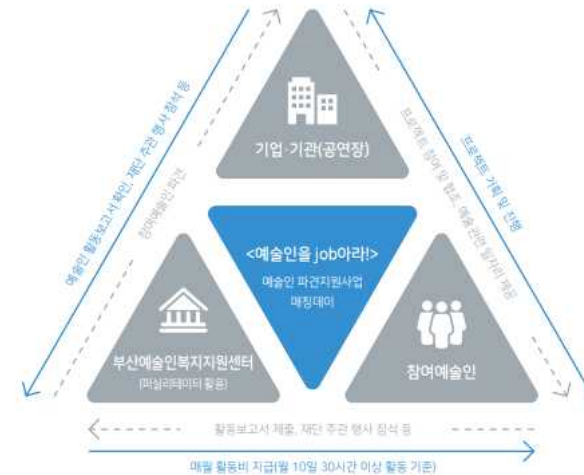 기업·기관(공연장)
예술인 활동보고서 확인, 재단 주관 행사 참석 등
참여예술인 파견
프로젝트 참여 및 협조, 예술관련 일자리 제공
프로젝트 기획 및 진행
<예술인을 job아라!>
예술인 파견지원사업
매칭데이
부산예술인복지지원센터
(퍼실리테이터 활용)
참여예술인
활동보고서 제출, 재단 주관 행사 참석 등
매월 활동비 지급(월 10일 30시간 이상 활동 기준)